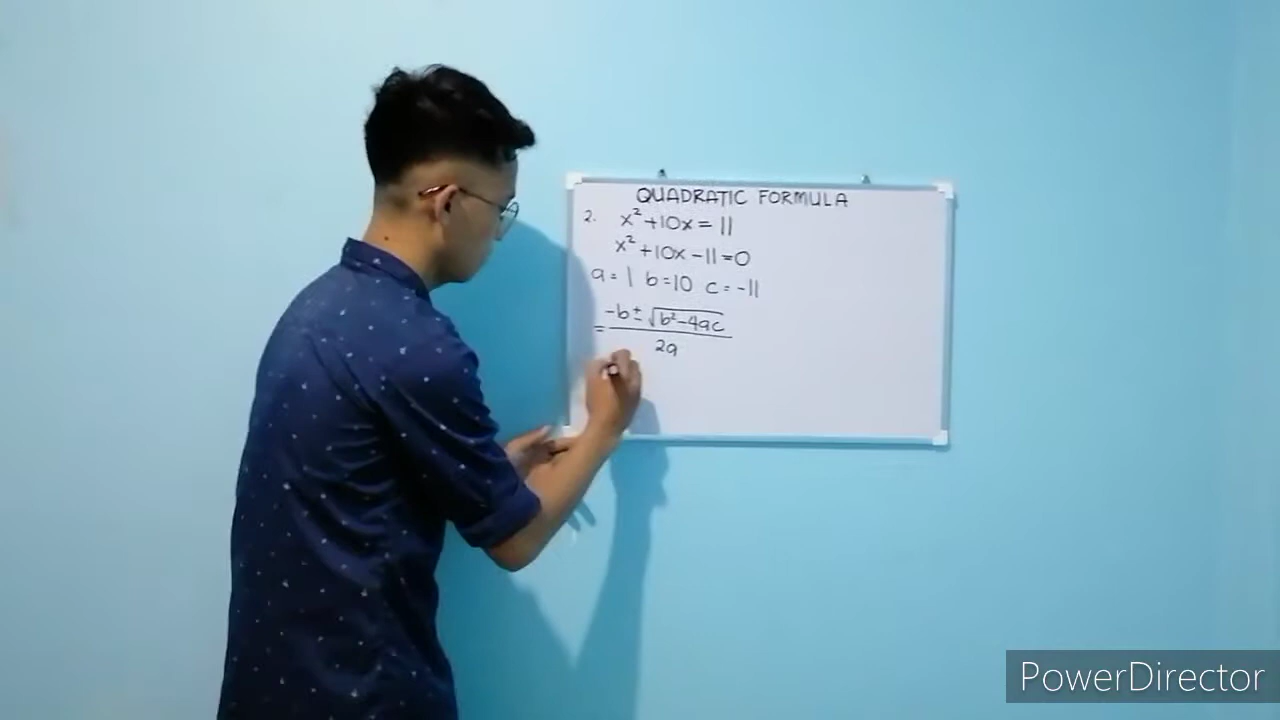 QUADRATIC FORMULA
2. x² + 10x = 11
x² + 10x - 11 = 0
a = 1 b = 10 c = -11
= -b ± √b² - 4ac
2a
PowerDirector